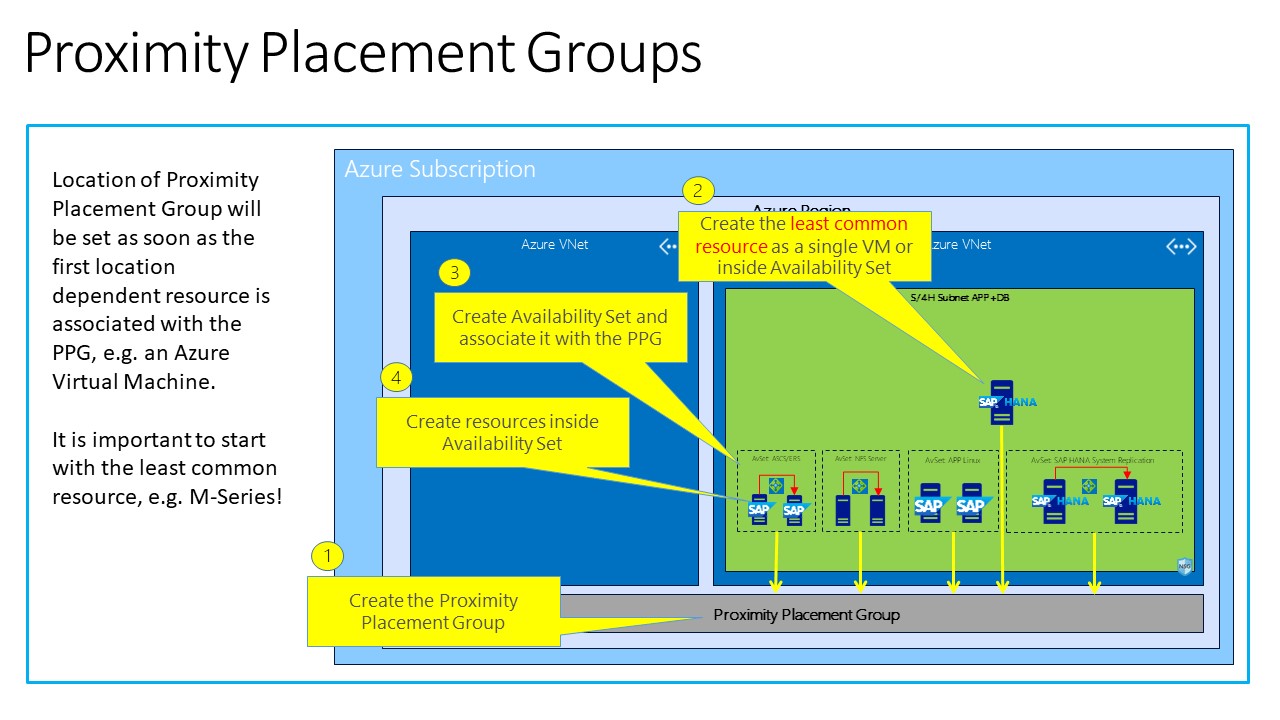 Proximity Placement Groups
Location of Proximity
Placement Group will
be set as soon as the
first location
dependent resource is
associated with the
PPG, e.g. an Azure
Virtual Machine.
It is important to start
with the least common
resource, e.g. M-Series!
Azure Subscription
Azure Region
2
Create the least common
resource as a single VM or
inside Availability Set
Azure VNet
VNet
3
Create Availability Set and
associate it with the PPG
S/4H Subnet APP+DB
4
Create resources inside
Availability Set
SAP HANA
AvSet: ASCS/ERS
AvSet: NFS Server
AvSet: APP Linux
AvSet: SAP HANA System Replication
SAP
SAP
SAP
SAP
SAP HANA
SAP HANA
NSG
1
Create the Proximity
Placement Group
Proximity Placement Group